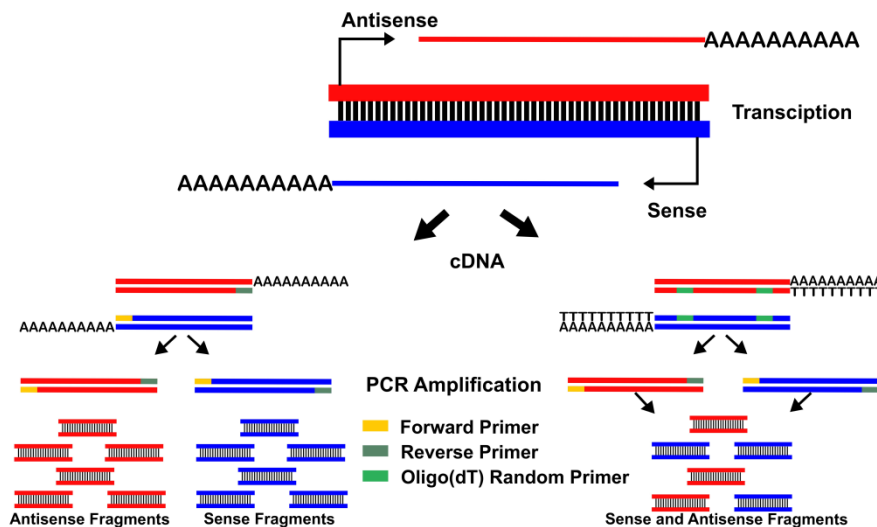 Antisense
AAAAAAAAAA
Transciption
AAAAAAAAAA
Sense
cDNA
AAAAAAAAAA
AAAAAAAAAA
TTTTTTTTT
TTTTTTTTTT
AAAAAAAAAA
AAAAAAAAAA
PCR Amplification
Forward Primer
Reverse Primer
Oligo(dT) Random Primer
Antisense Fragments
Sense Fragments
Sense and Antisense Fragments